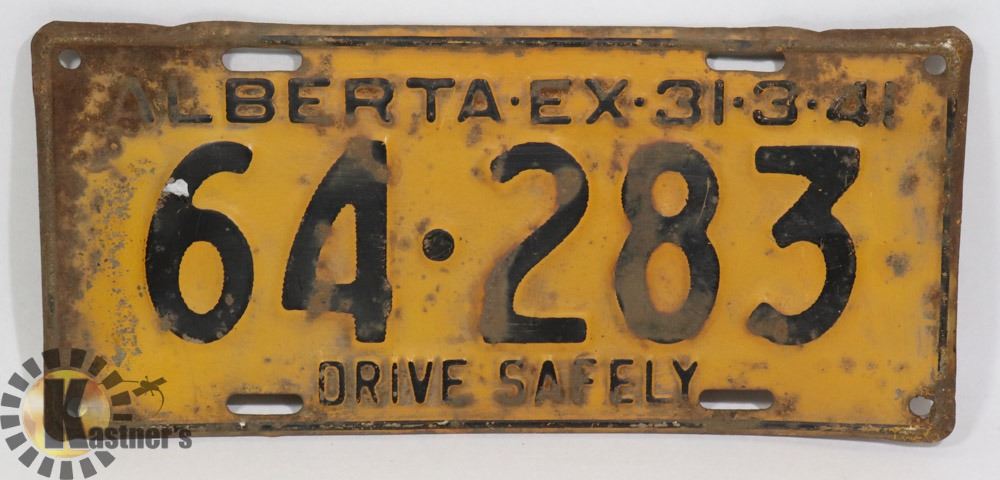 ALBERTA·EX·31·3·41
64·283
DRIVE SAFELY
Kastner's